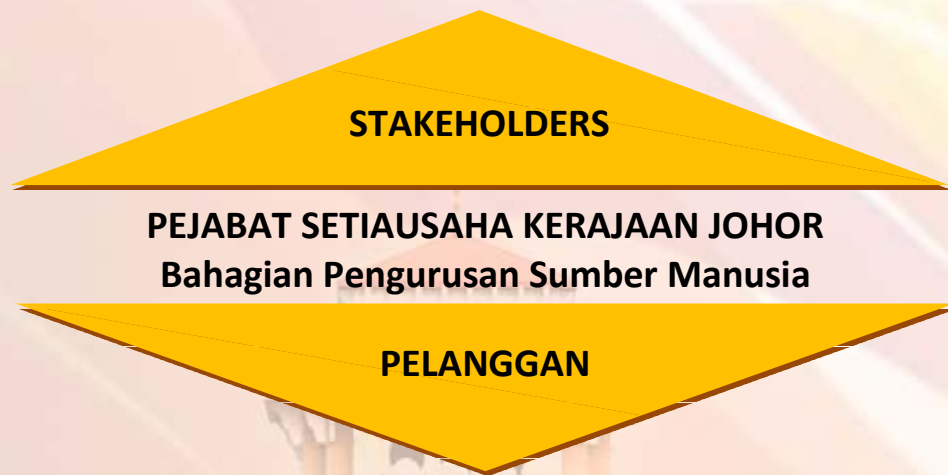 STAKEHOLDERS
PEJABAT SETIAUSAHA KERAJAAN JOHOR
Bahagian Pengurusan Sumber Manusia
PELANGGAN